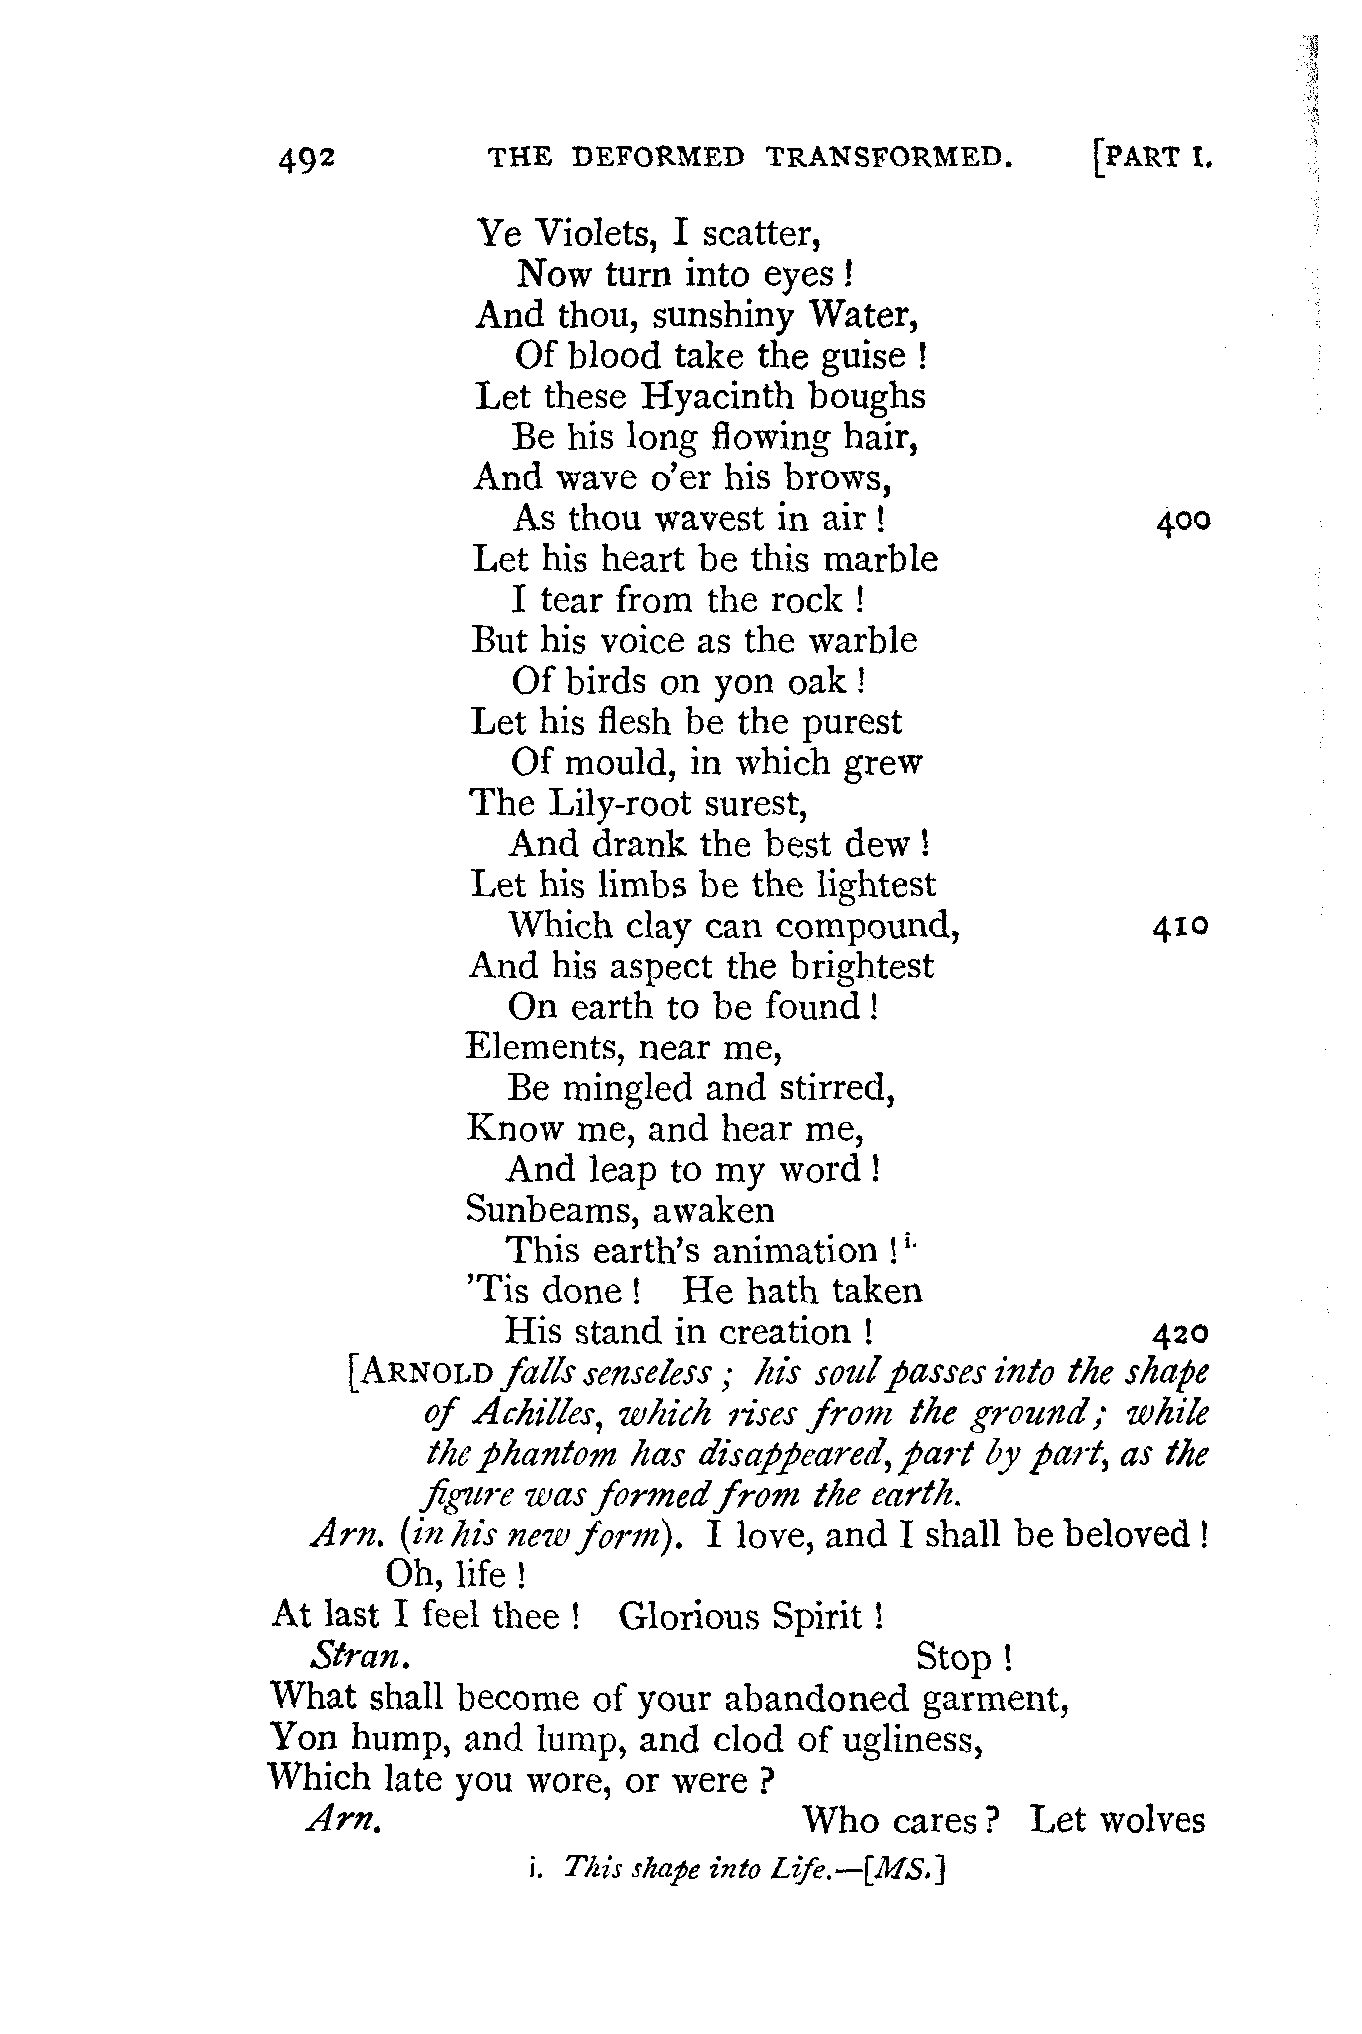 492 THE DEFORMED TRANSFORMED. [PART I.
Ye Violets, I scatter,
Now turn into eyes !
And thou, sunshiny Water,
Of blood take the guise !
Let these Hyacinth boughs
Be his long flowing hair,
And wave o'er his brows,
As thou wavest in air ! 400
Let his heart be this marble
I tear from the rock !
But his voice as the warble
Of birds on yon oak !
Let his flesh be the purest
Of mould, in which grew
The Lily-root surest,
And drank the best dew !
Let his limbs be the lightest
Which clay can compound, 410
And his aspect the brightest
On earth to be found !
Elements, near me,
Be mingled and stirred,
Know me, and hear me,
And leap to my word !
Sunbeams, awaken
This earth's animation ! i.
'Tis done ! He hath taken
His stand in creation ! 420
[ARNOLD falls senseless ; his soul passes into the shape
of Achilles, which rises from the ground ; while
the phantom has disappeared, part by part, as the
figure was formed from the earth.
Arn. (in his new form). I love, and I shall be beloved !
Oh, life !
At last I feel thee ! Glorious Spirit !
Stran. Stop !
What shall become of your abandoned garment,
Yon hump, and lump, and clod of ugliness,
Which late you wore, or were ?
Arn. Who cares ? Let wolves
i. This shape into Life.—[MS.]